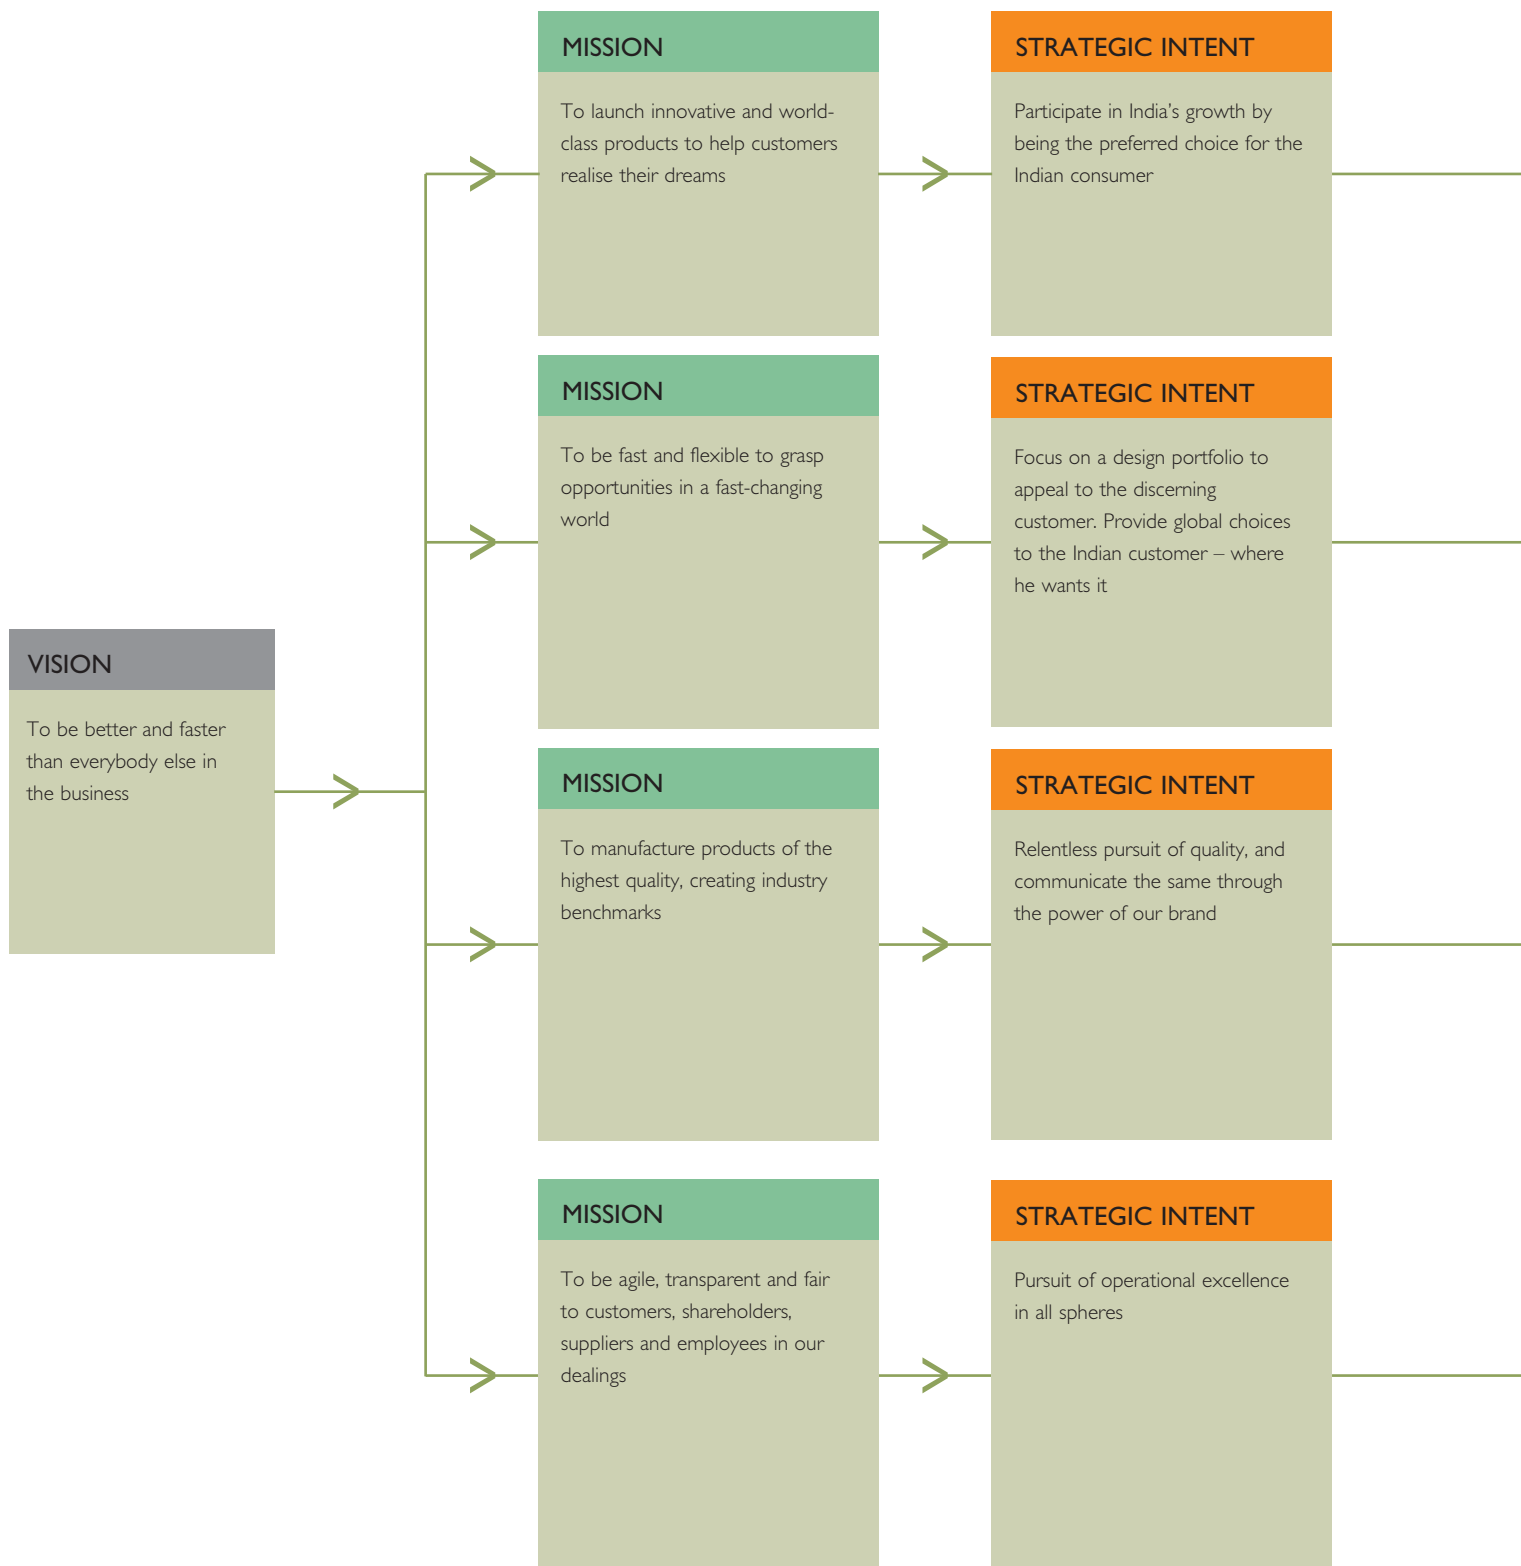 MISSION
To launch innovative and world-
class products to help customers
realise their dreams
STRATEGIC INTENT
Participate in India’s growth by
being the preferred choice for the
Indian consumer
MISSION
To be fast and flexible to grasp
opportunities in a fast-changing
world
STRATEGIC INTENT
Focus on a design portfolio to
appeal to the discerning
customer. Provide global choices
to the Indian customer – where
he wants it
VISION
To be better and faster
than everybody else in
the business
MISSION
To manufacture products of the
highest quality, creating industry
benchmarks
STRATEGIC INTENT
Relentless pursuit of quality, and
communicate the same through
the power of our brand
MISSION
To be agile, transparent and fair
to customers, shareholders,
suppliers and employees in our
dealings
STRATEGIC INTENT
Pursuit of operational excellence
in all spheres